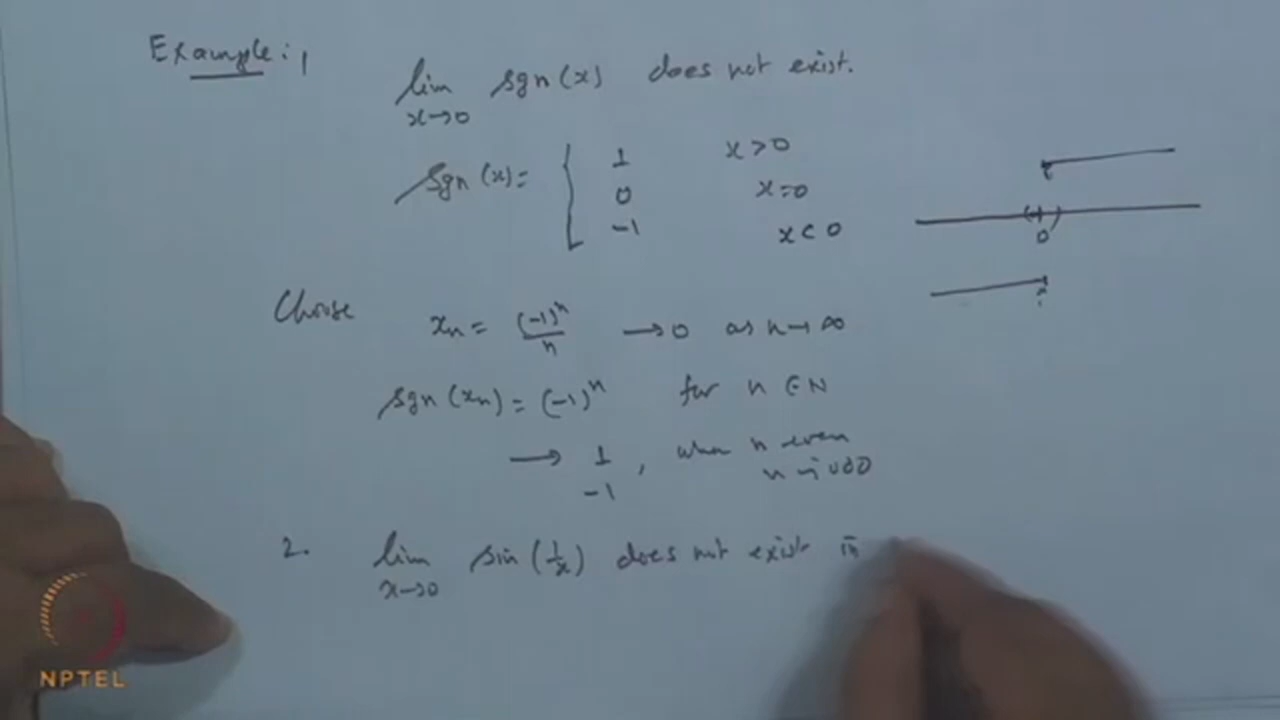 Example: 1
lim sgn(x) does not exist.
x→0
sgn(x) = { 1 x > 0
0 x = 0
-1 x < 0
0
Choose xₙ = (-1)ⁿ/n → 0 as n → ∞
sgn(xₙ) = (-1)ⁿ for n ∈ N
→ 1, when n even
-1 n is odd
2. lim sin(1/x) does not exist in
x→0
NPTEL